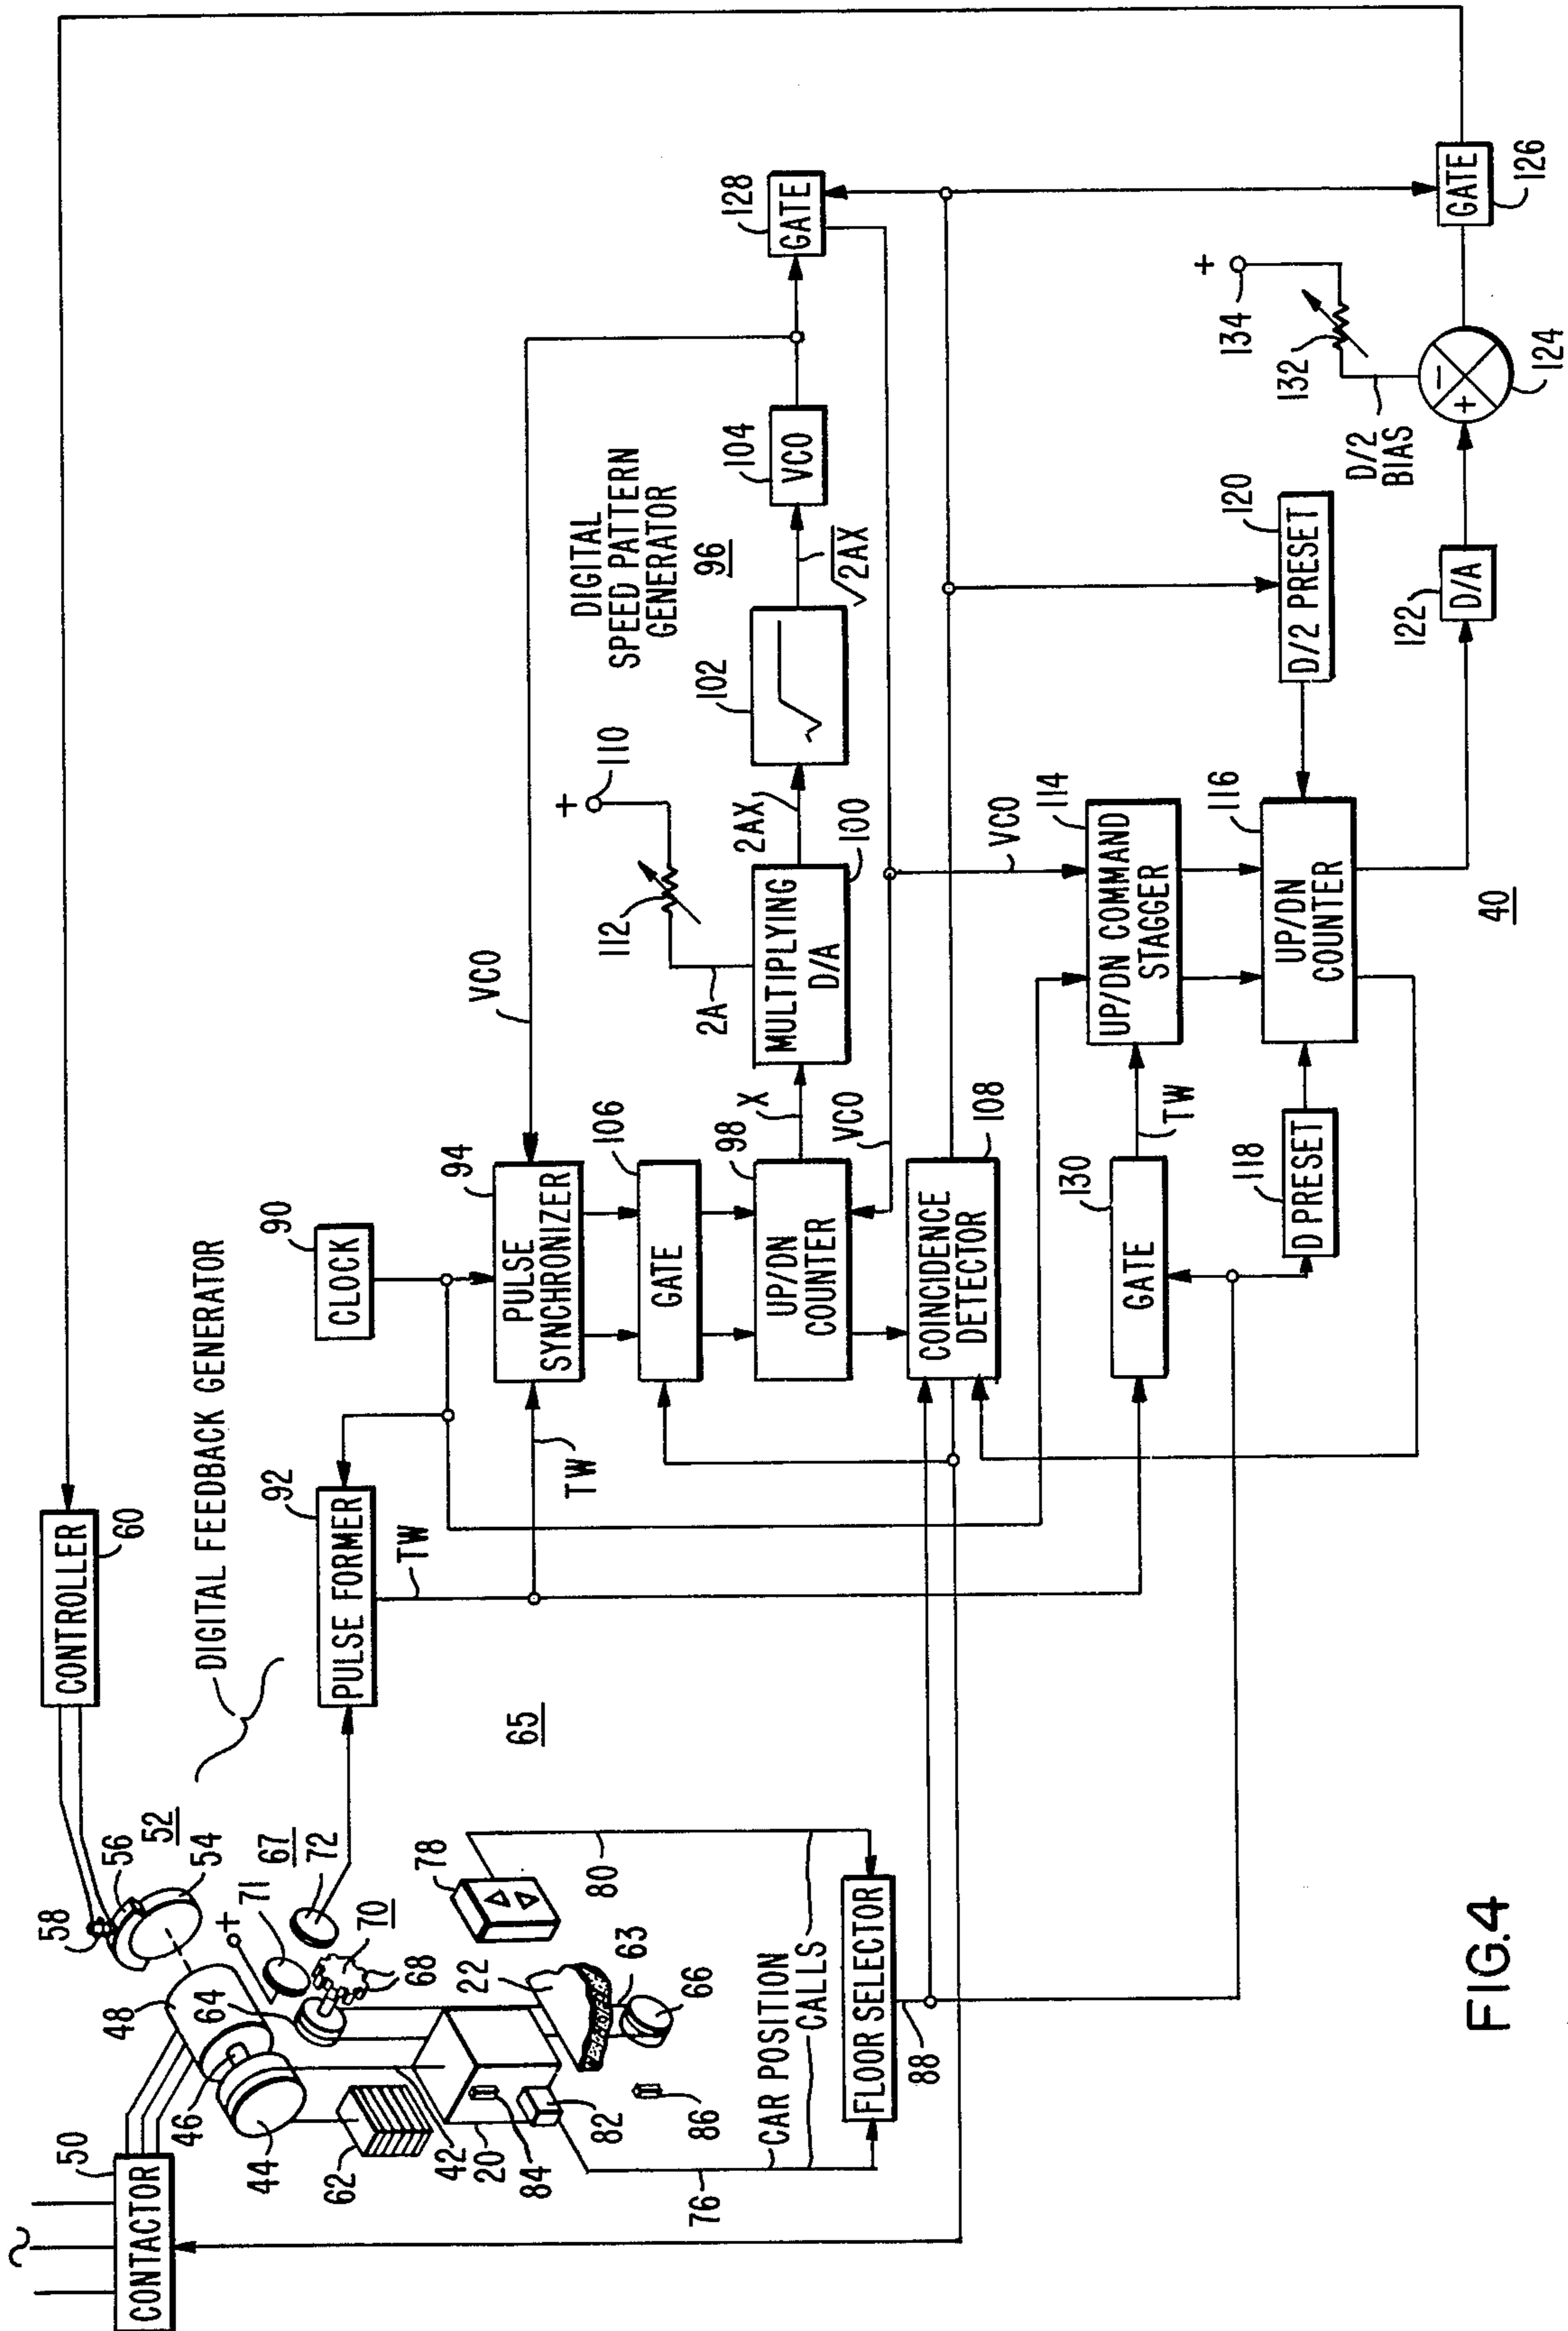 CONTACTOR
50
48
46
44
58
56
52
54
CONTROLLER
60
DIGITAL FEEDBACK GENERATOR
64
+
71
67
72
70
68
62
42
20
84
82
22
63
66
86
78
80
CAR POSITION
CALLS
76
FLOOR SELECTOR
88
65
PULSE FORMER
92
TW
TW
CLOCK
90
PULSE
SYNCHRONIZER
94
VCO
GATE
106
UP/DN
COUNTER
98
X
VCO
COINCIDENCE
DETECTOR
108
MULTIPLYING
D/A
100
2A
112
+
110
2AX
102
√
√2AX
DIGITAL
SPEED PATTERN
GENERATOR
96
VCO
104
GATE
128
GATE
130
TW
D PRESET
118
UP/DN COMMAND
STAGGER
114
VCO
UP/DN
COUNTER
116
D/2 PRESET
120
D/A
122
D/2
BIAS
132
134
+
+
−
124
GATE
126
40
FIG.4